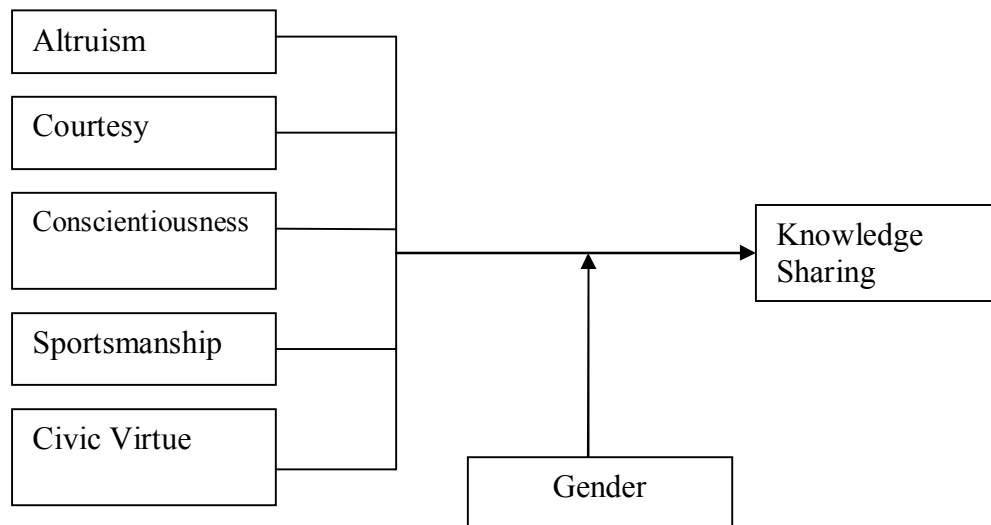 Altruism
Courtesy
Conscientiousness
Knowledge
Sharing
Sportsmanship
Civic Virtue
Gender